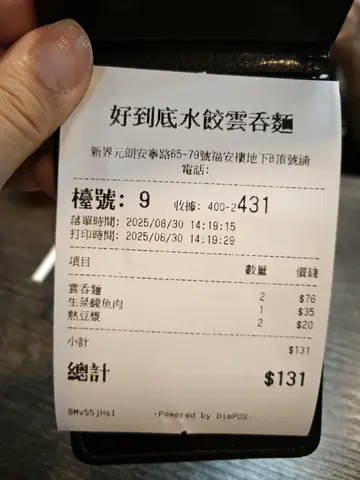 好到底水餃雲吞麵
新界元朗安寧路65-79號福安樓地下B頂號舖
電話:
檯號: 9 收據: 400-2431
落單時間: 2025/08/30 14:19:15
打印時間: 2025/08/30 14:19:29
項目 數量 價錢
雲吞麵 2 $76
生菜鯪魚肉 1 $35
熱豆漿 2 $20
小計 $131
總計 $131
8MvS5jHsl -Powered by DimPOS-